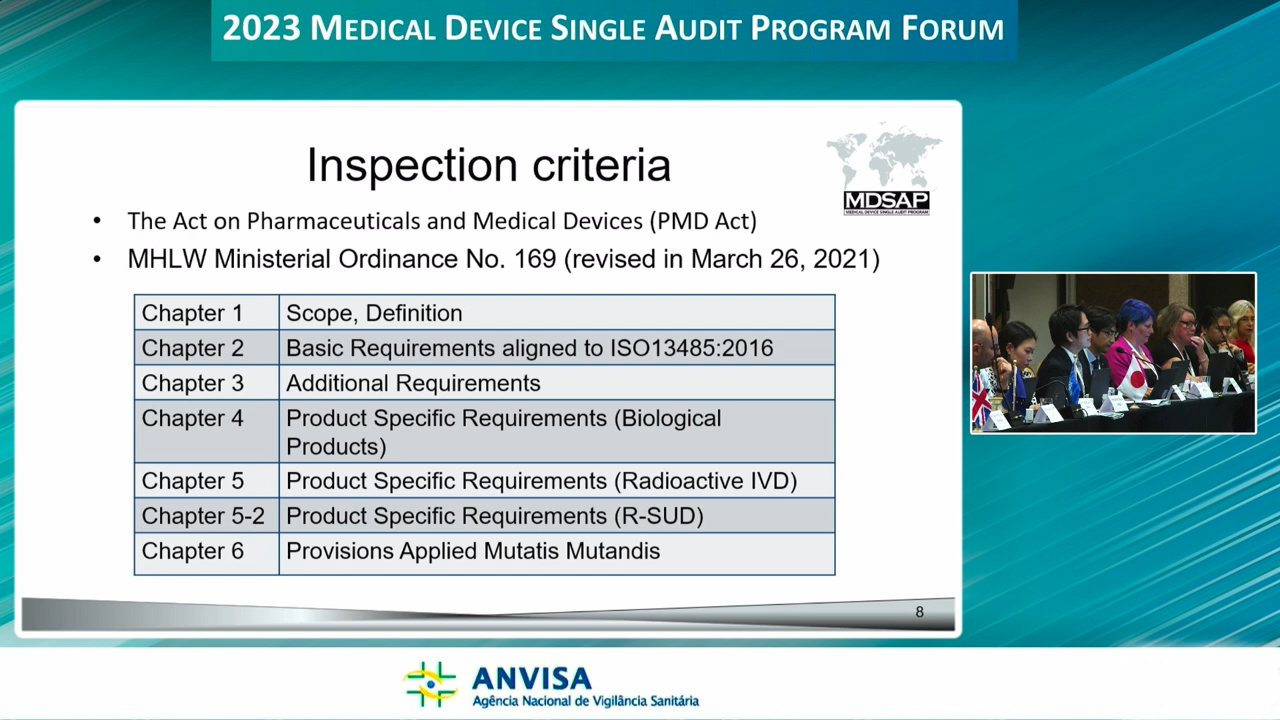 2023 MEDICAL DEVICE SINGLE AUDIT PROGRAM FORUM
Inspection criteria
MDSAP
MEDICAL DEVICE SINGLE AUDIT PROGRAM
• The Act on Pharmaceuticals and Medical Devices (PMD Act)
• MHLW Ministerial Ordinance No. 169 (revised in March 26, 2021)
Chapter 1 Scope, Definition
Chapter 2 Basic Requirements aligned to ISO13485:2016
Chapter 3 Additional Requirements
Chapter 4 Product Specific Requirements (Biological
Products)
Chapter 5 Product Specific Requirements (Radioactive IVD)
Chapter 5-2 Product Specific Requirements (R-SUD)
Chapter 6 Provisions Applied Mutatis Mutandis
8
ANVISA
Agência Nacional de Vigilância Sanitária